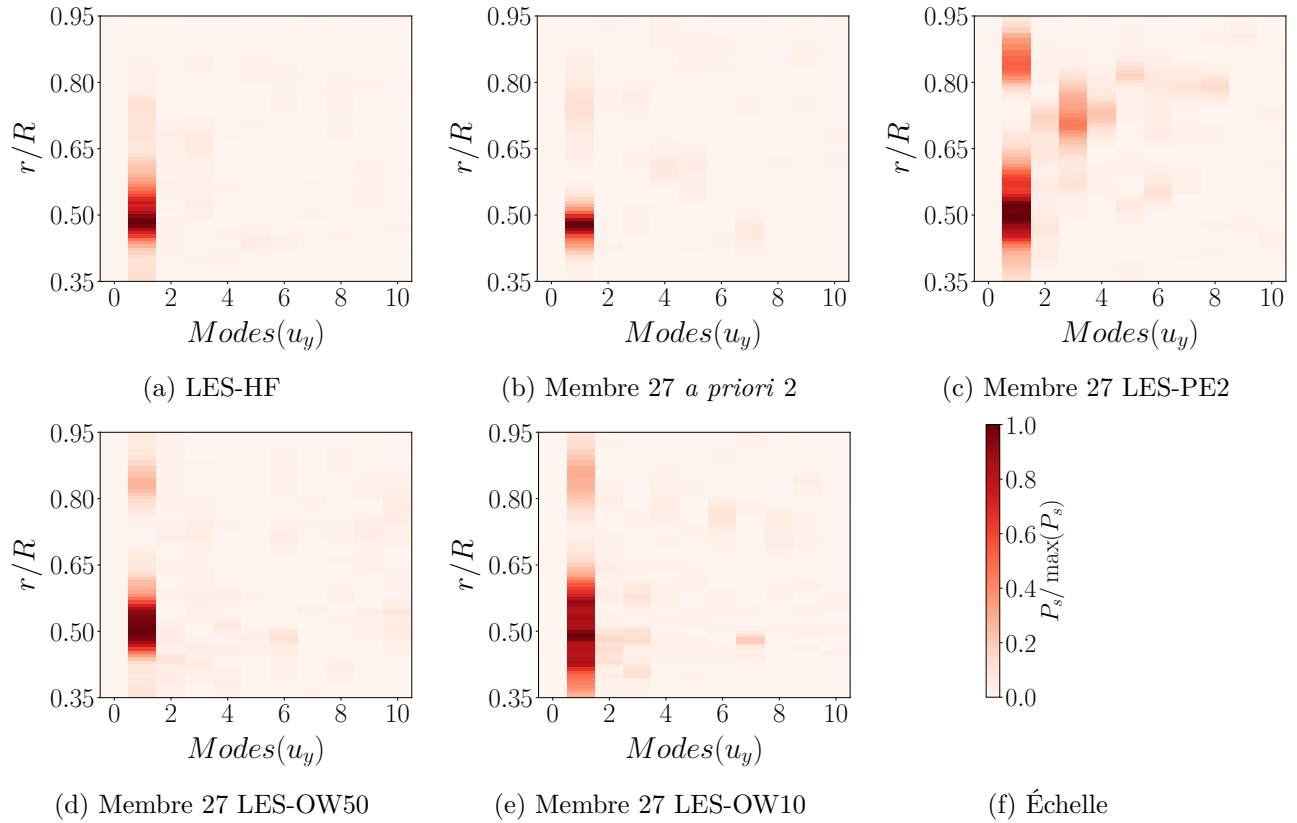 0.95
0.80
0.65
0.50
0.35
r/R
0 2 4 6 8 10
Modes(u_y)
(a) LES-HF
0.95
0.80
0.65
0.50
0.35
r/R
0 2 4 6 8 10
Modes(u_y)
(b) Membre 27 a priori 2
0.95
0.80
0.65
0.50
0.35
r/R
0 2 4 6 8 10
Modes(u_y)
(c) Membre 27 LES-PE2
0.95
0.80
0.65
0.50
0.35
r/R
0 2 4 6 8 10
Modes(u_y)
(d) Membre 27 LES-OW50
0.95
0.80
0.65
0.50
0.35
r/R
0 2 4 6 8 10
Modes(u_y)
(e) Membre 27 LES-OW10
1.0
0.8
0.6
0.4
0.2
0.0
P_s/ max(P_s)
(f) Échelle